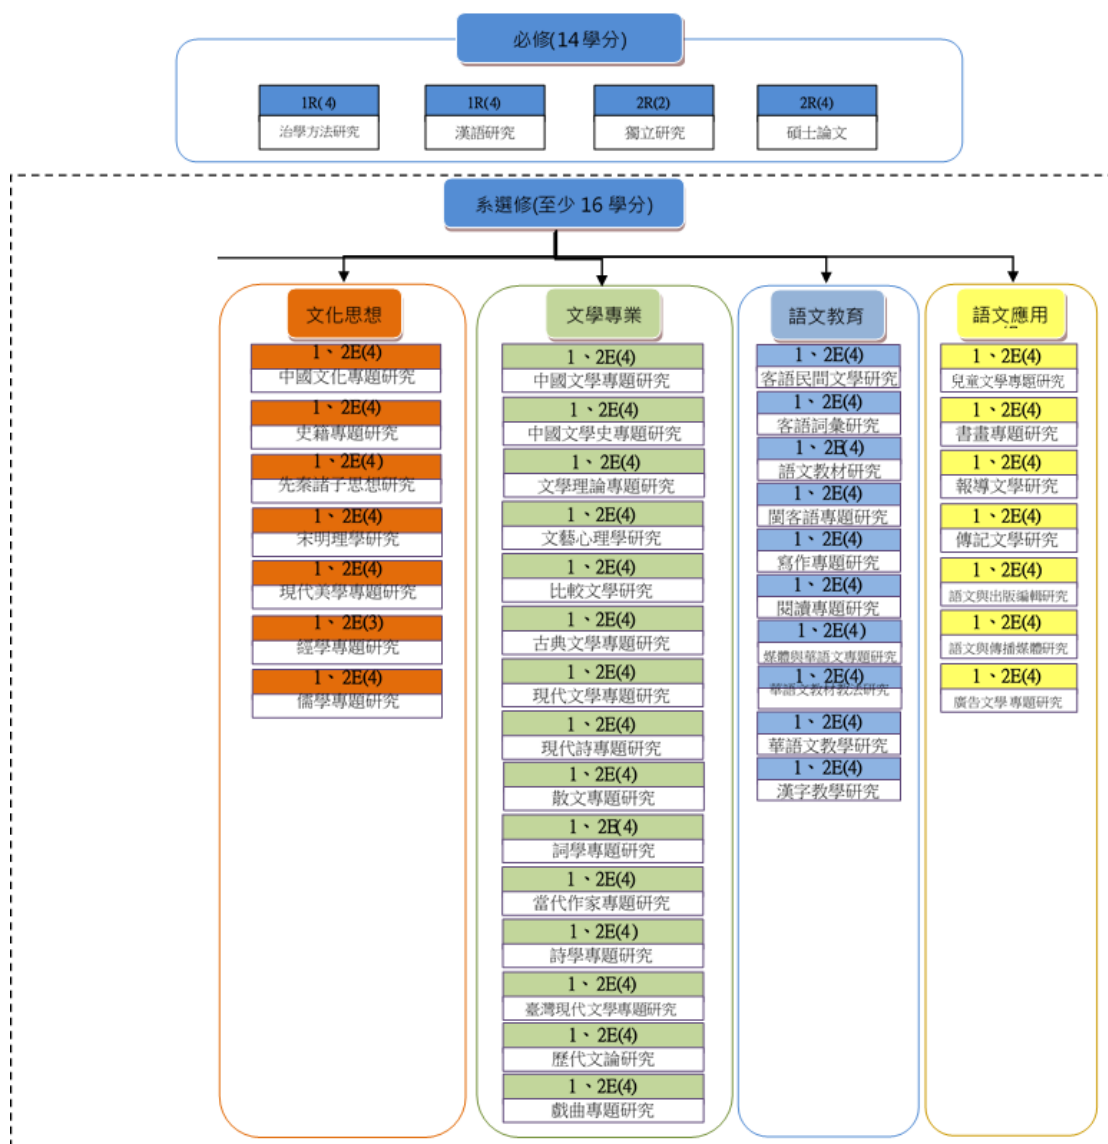 必修(14 學分)
1R(4)
治學方法研究
1R(4)
漢語研究
2R(2)
獨立研究
2R(4)
碩士論文
系選修(至少 16 學分)
文化思想
1、2E(4)
中國文化專題研究
1、2E(4)
史籍專題研究
1、2E(4)
先秦諸子思想研究
1、2E(4)
宋明理學研究
1、2E(4)
現代美學專題研究
1、2E(3)
經學專題研究
1、2E(4)
儒學專題研究
文學專業
1、2E(4)
中國文學專題研究
1、2E(4)
中國文學史專題研究
1、2E(4)
文學理論專題研究
1、2E(4)
文藝心理學研究
1、2E(4)
比較文學研究
1、2E(4)
古典文學專題研究
1、2E(4)
現代文學專題研究
1、2E(4)
現代詩專題研究
1、2E(4)
散文專題研究
1、2E(4)
詞學專題研究
1、2E(4)
當代作家專題研究
1、2E(4)
詩學專題研究
1、2E(4)
臺灣現代文學專題研究
1、2E(4)
歷代文論研究
1、2E(4)
戲曲專題研究
語文教育
1、2E(4)
客語民間文學研究
1、2E(4)
客語詞彙研究
1、2E(4)
語文教材研究
1、2E(4)
閩客語專題研究
1、2E(4)
寫作專題研究
1、2E(4)
閱讀專題研究
1、2E(4)
媒體與華語文專題研究
1、2E(4)
華語文教材教法研究
1、2E(4)
華語文教學研究
1、2E(4)
漢字教學研究
語文應用
1、2E(4)
兒童文學專題研究
1、2E(4)
書畫專題研究
1、2E(4)
報導文學研究
1、2E(4)
傳記文學研究
1、2E(4)
語文與出版編輯研究
1、2E(4)
語文與傳播媒體研究
1、2E(4)
廣告文學專題研究